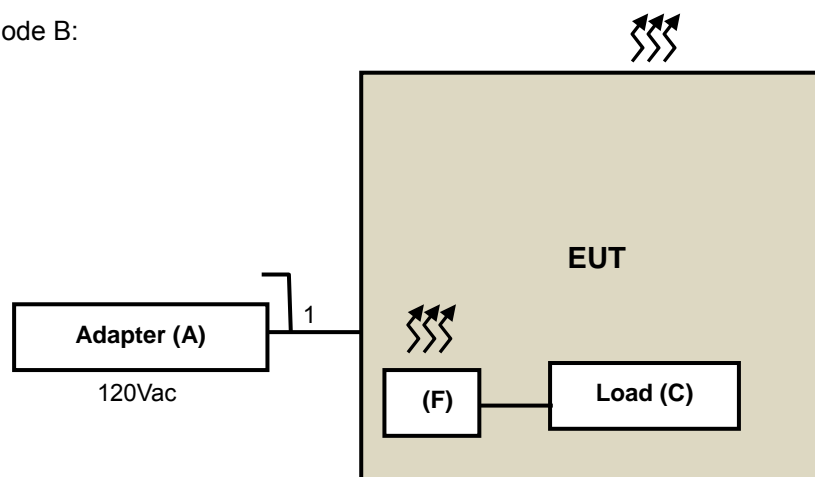 ode B:
EUT
1
Adapter (A)
120Vac
(F)
Load (C)